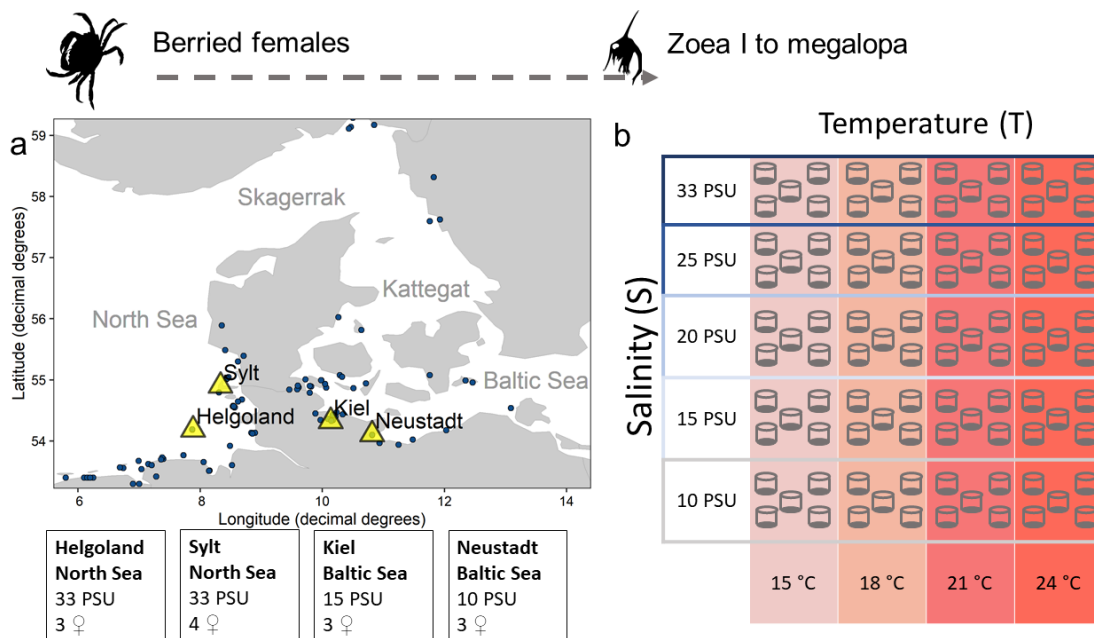 Berried females
Zoea I to megalopa
a
59
58
57
56
55
54
6
8
10
12
14
Latitude (decimal degrees)
Longitude (decimal degrees)
Skagerrak
Kattegat
North Sea
Baltic Sea
Sylt
Helgoland
Kiel
Neustadt
Helgoland
North Sea
33 PSU
3 ♀
Sylt
North Sea
33 PSU
4 ♀
Kiel
Baltic Sea
15 PSU
3 ♀
Neustadt
Baltic Sea
10 PSU
3 ♀
b
Temperature (T)
Salinity (S)
33 PSU
25 PSU
20 PSU
15 PSU
10 PSU
15 °C
18 °C
21 °C
24 °C